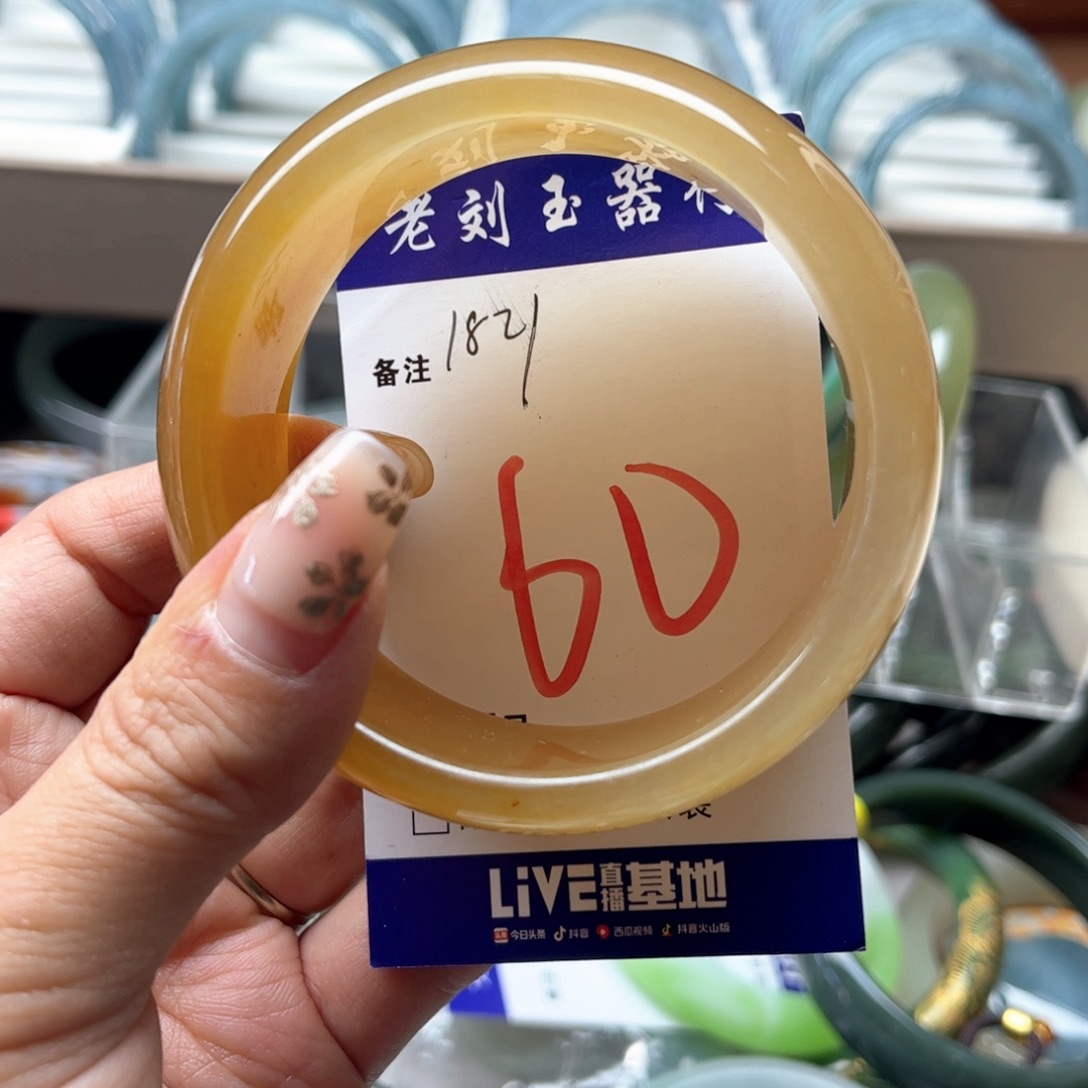 老刘玉器行
备注 1821
60
LiVE直播基地
今日头条 抖音 西瓜视频 抖音火山版